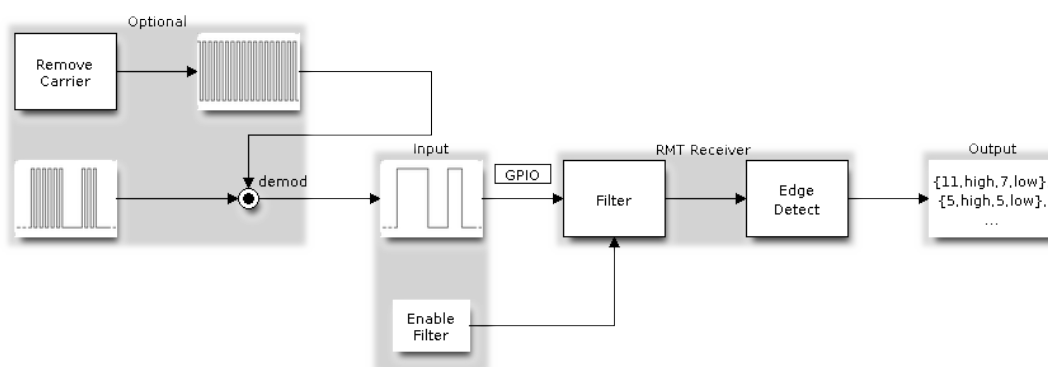 Optional
Remove
Carrier
demod
Input
GPIO
Enable
Filter
RMT Receiver
Filter
Edge
Detect
Output
{11,high,7,low}
{5,high,5,low},
...